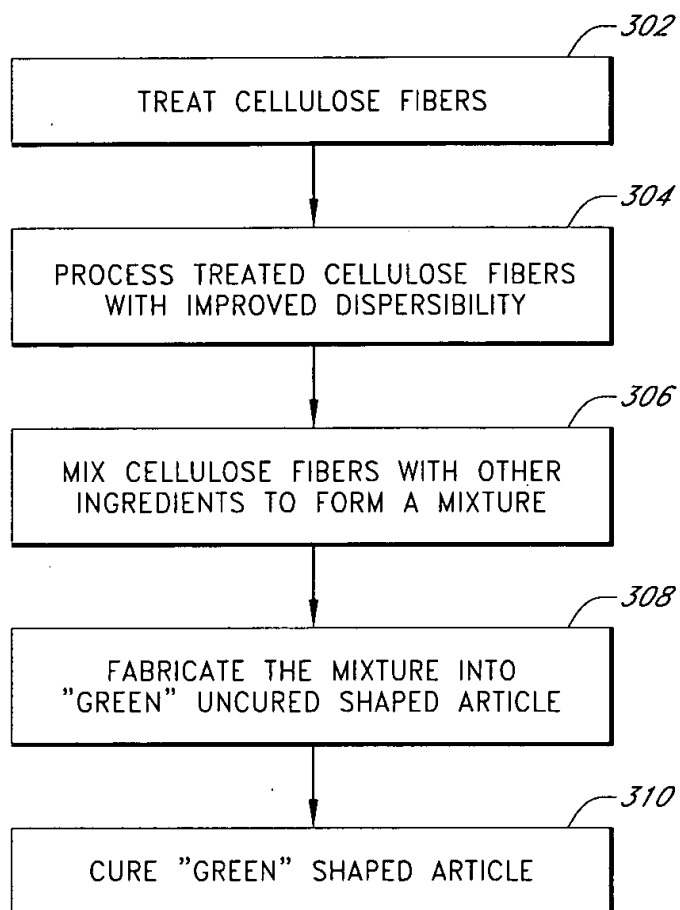 302
TREAT CELLULOSE FIBERS
304
PROCESS TREATED CELLULOSE FIBERS
WITH IMPROVED DISPERSIBILITY
306
MIX CELLULOSE FIBERS WITH OTHER
INGREDIENTS TO FORM A MIXTURE
308
FABRICATE THE MIXTURE INTO
"GREEN" UNCURED SHAPED ARTICLE
310
CURE "GREEN" SHAPED ARTICLE